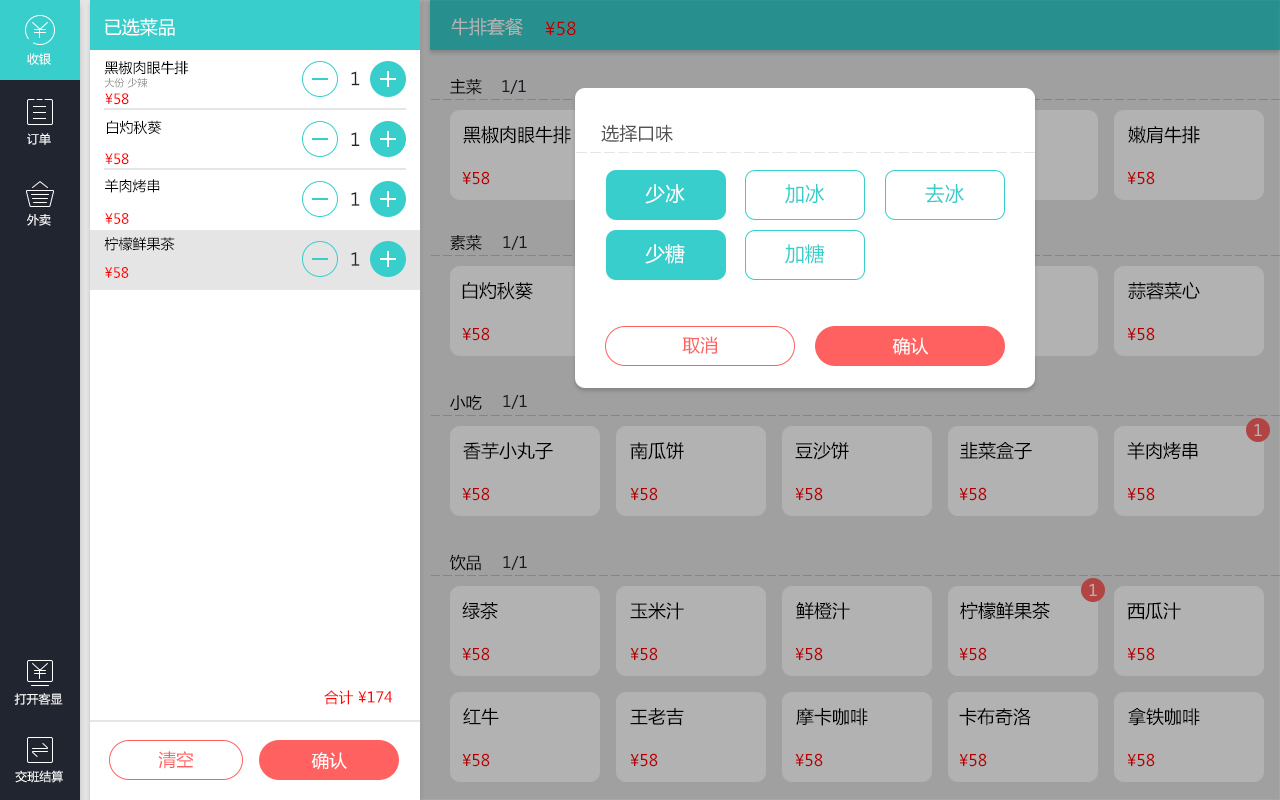 收银
订单
外卖
打开客显
交班结算
已选菜品
黑椒肉眼牛排
大份 少辣
¥58
1
白灼秋葵
¥58
1
羊肉烤串
¥58
1
柠檬鲜果茶
¥58
1
合计 ¥174
清空 确认
牛排套餐 ¥58
主菜 1/1
黑椒肉眼牛排 嫩肩牛排
¥58 ¥58
素菜 1/1
白灼秋葵 蒜蓉菜心
¥58 ¥58
选择口味
少冰 加冰 去冰
少糖 加糖
取消 确认
小吃 1/1
香芋小丸子 南瓜饼 豆沙饼 韭菜盒子 羊肉烤串 1
¥58 ¥58 ¥58 ¥58 ¥58
饮品 1/1
绿茶 玉米汁 鲜橙汁 柠檬鲜果茶 1 西瓜汁
¥58 ¥58 ¥58 ¥58 ¥58
红牛 王老吉 摩卡咖啡 卡布奇洛 拿铁咖啡
¥58 ¥58 ¥58 ¥58 ¥58